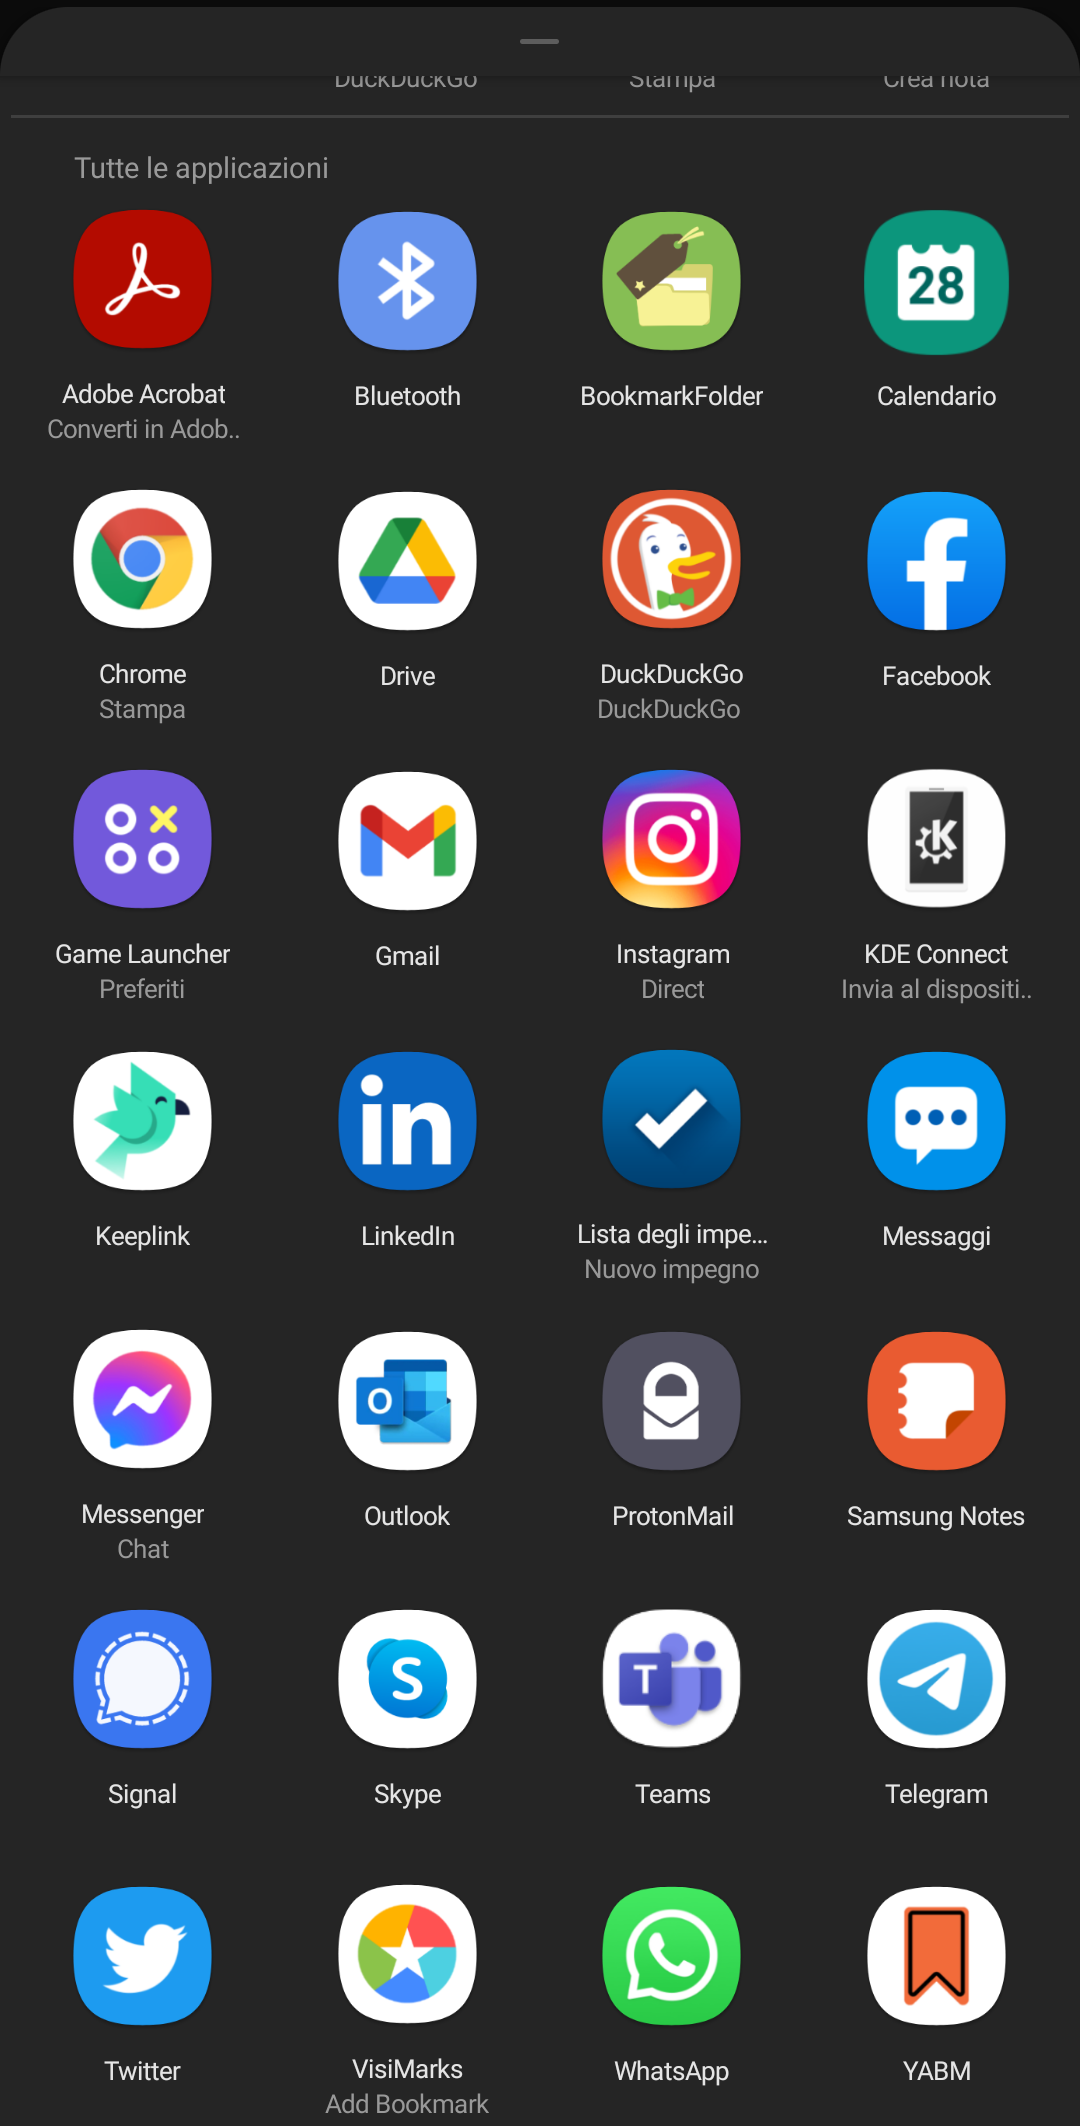 DuckDuckGo Stampa Crea nota
Tutte le applicazioni
28
Adobe Acrobat Bluetooth BookmarkFolder Calendario
Converti in Adob..
Chrome Drive DuckDuckGo Facebook
Stampa DuckDuckGo
Game Launcher Gmail Instagram KDE Connect
Preferiti Direct Invia al dispositi..
in
Keeplink LinkedIn Lista degli impe... Messaggi
Nuovo impegno
O
Messenger Outlook ProtonMail Samsung Notes
Chat
S T
Signal Skype Teams Telegram
Twitter VisiMarks WhatsApp YABM
Add Bookmark